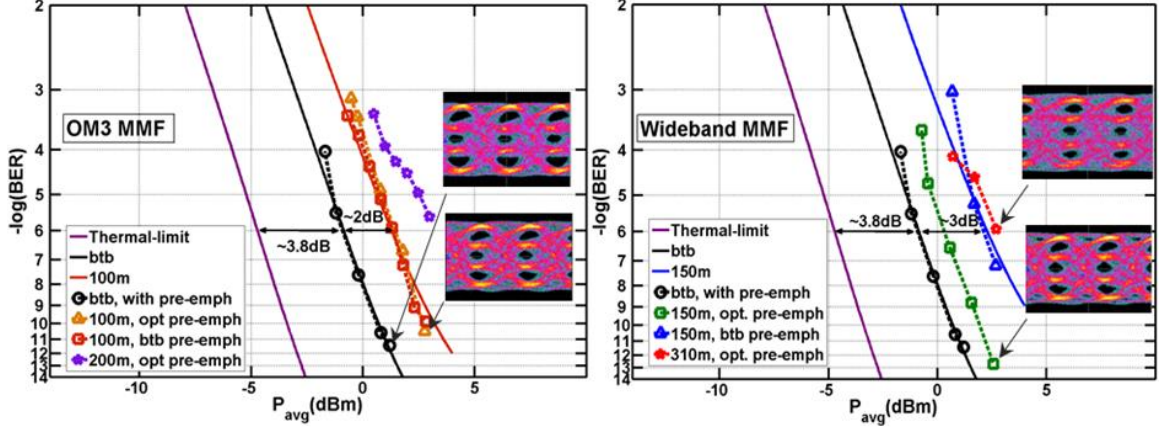 2
3
4
5
6
7
8
9
10
11
12
13
14
-log(BER)
OM3 MMF
~2dB
~3.8dB
Thermal-limit
btb
100m
btb, with pre-emph
100m, opt pre-emph
100m, btb pre-emph
200m, opt pre-emph
-10
-5
0
5
Pavg(dBm)
2
3
4
5
6
7
8
9
10
11
12
13
14
-log(BER)
Wideband MMF
~3.8dB
~3dB
Thermal-limit
btb
150m
btb, with pre-emph
150m, opt. pre-emph
150m, btb pre-emph
310m, opt. pre-emph
-10
-5
0
5
Pavg(dBm)